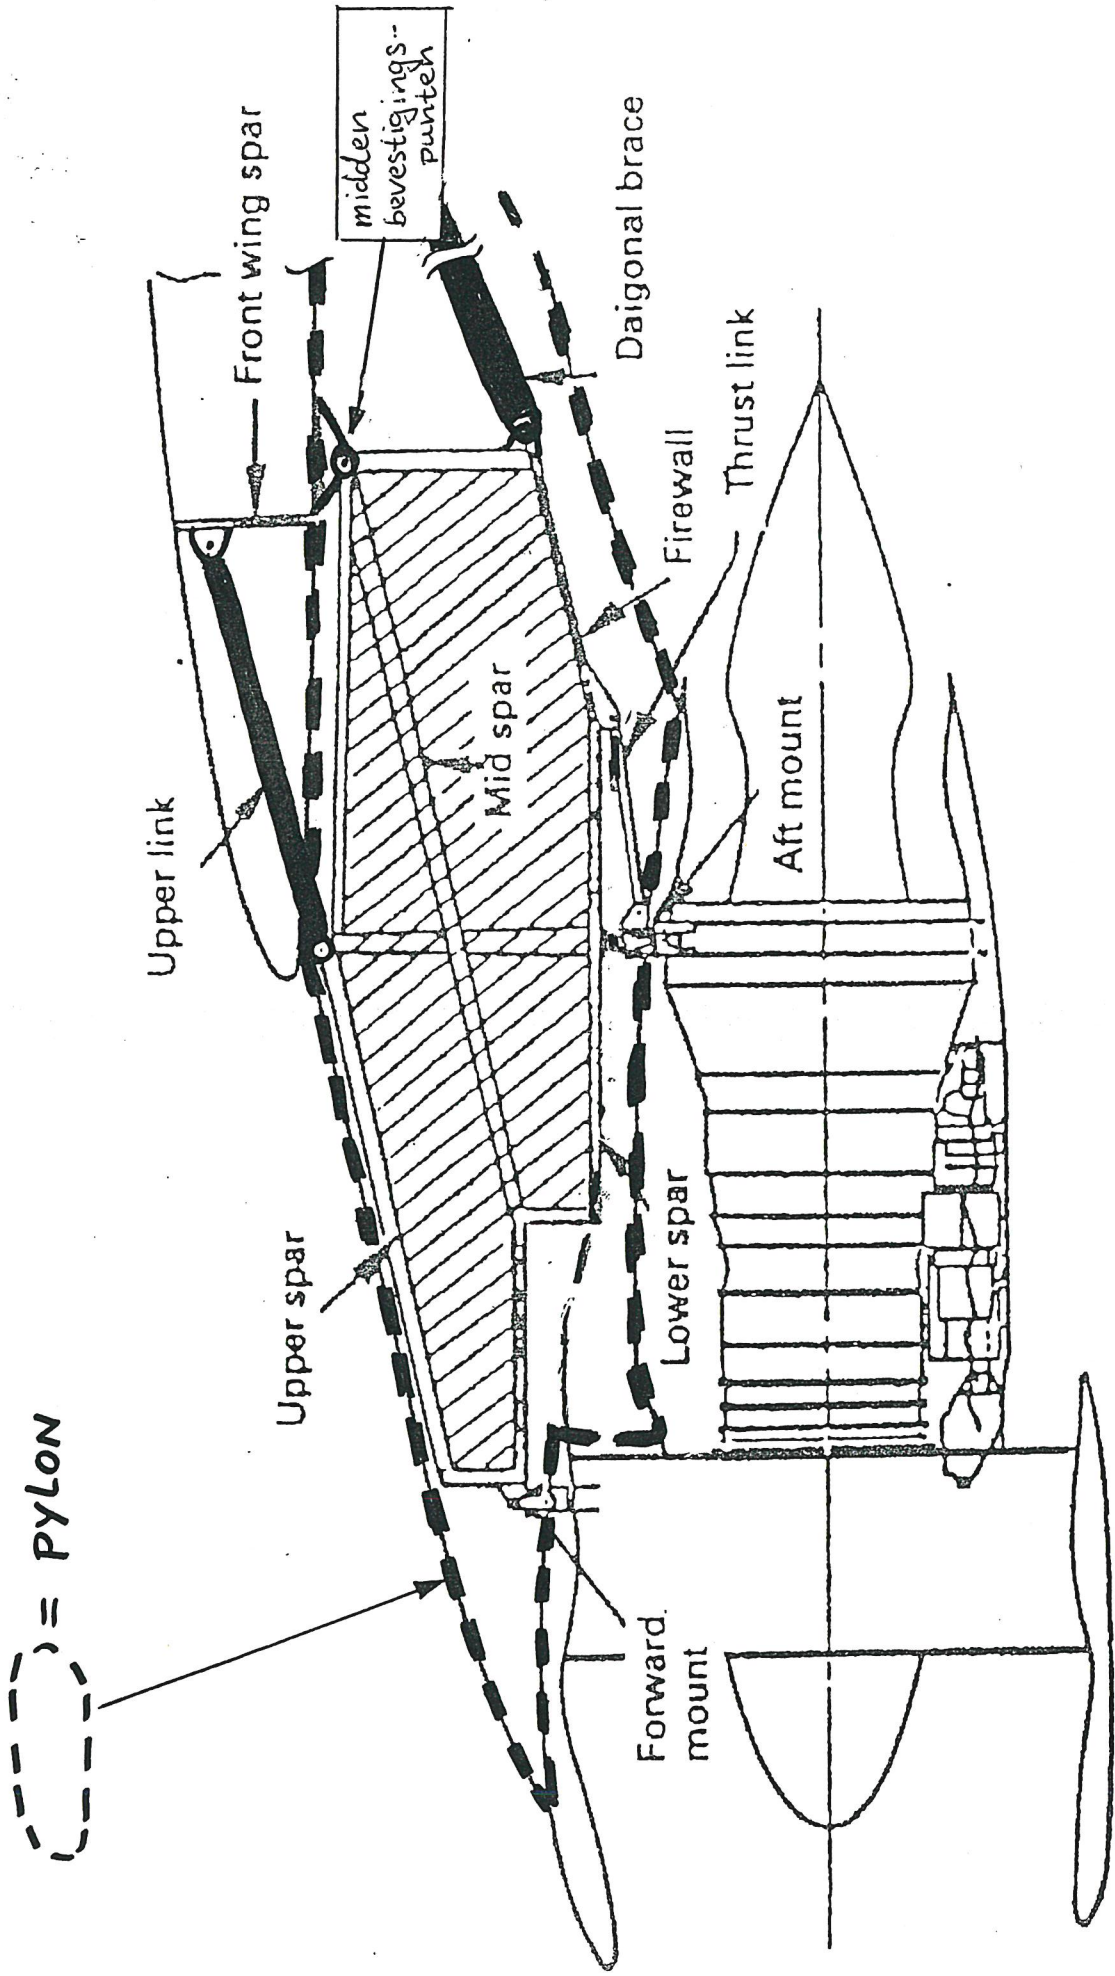 = PYLON
Upper link
Front wing spar
midden
bevestigings-
punten
Upper spar
Mid spar
Daigonal brace
Firewall
Thrust link
Lower spar
Aft mount
Forward
mount